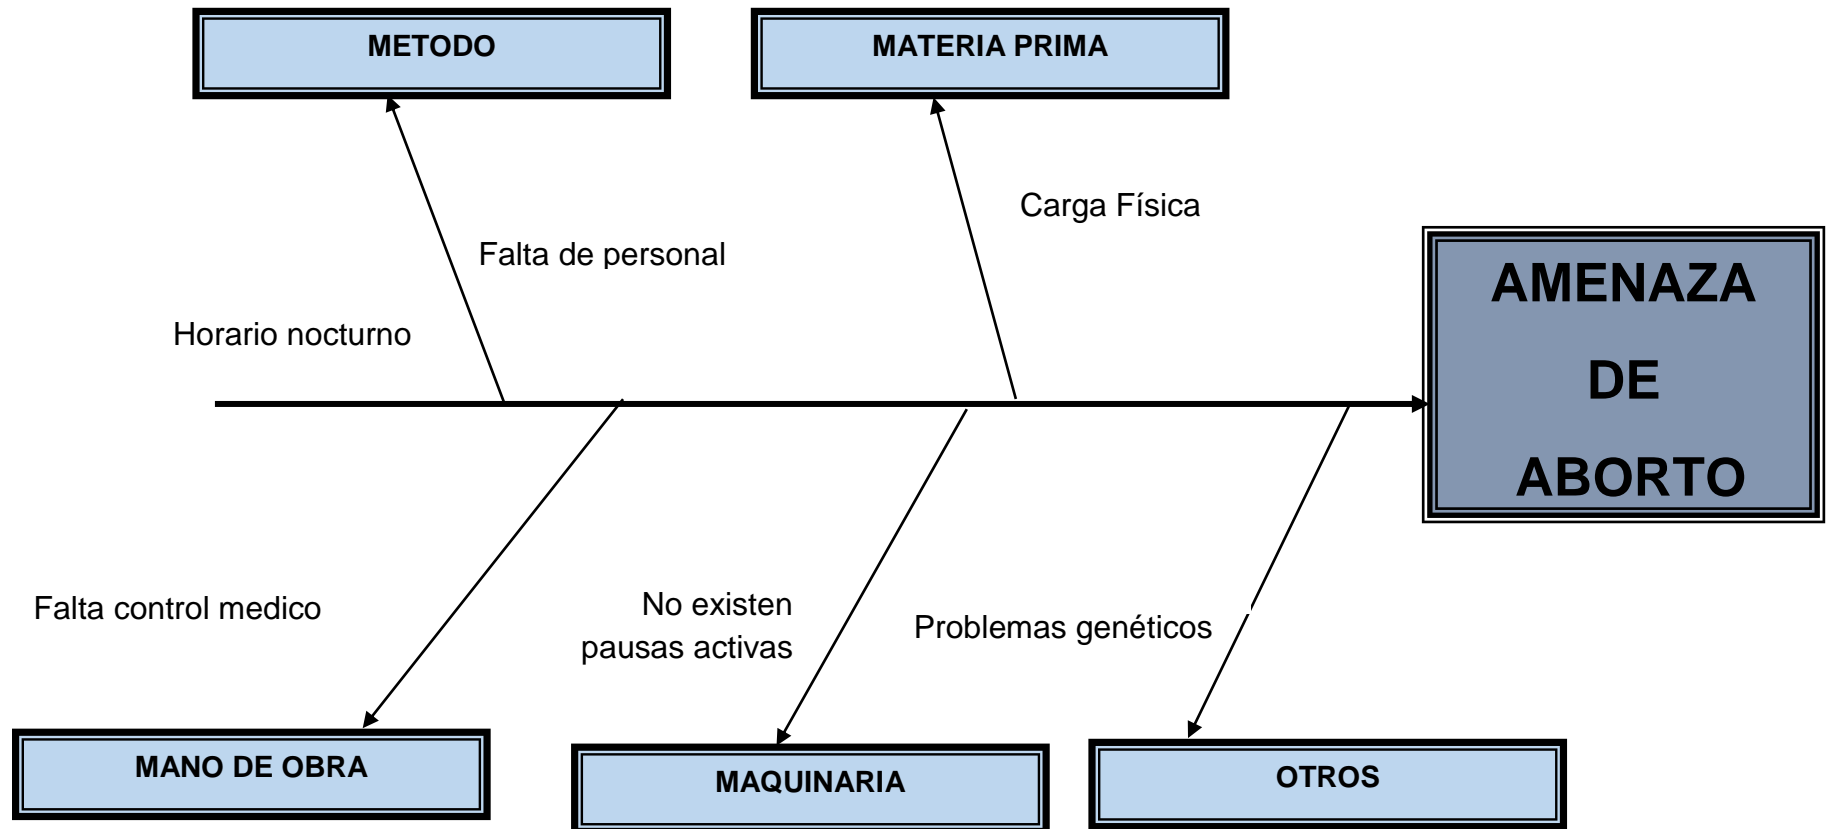 METODO
MATERIA PRIMA
Carga Física
Falta de personal
Horario nocturno
AMENAZA
DE
ABORTO
Falta control medico
No existen
pausas activas
Problemas genéticos
MANO DE OBRA
MAQUINARIA
OTROS